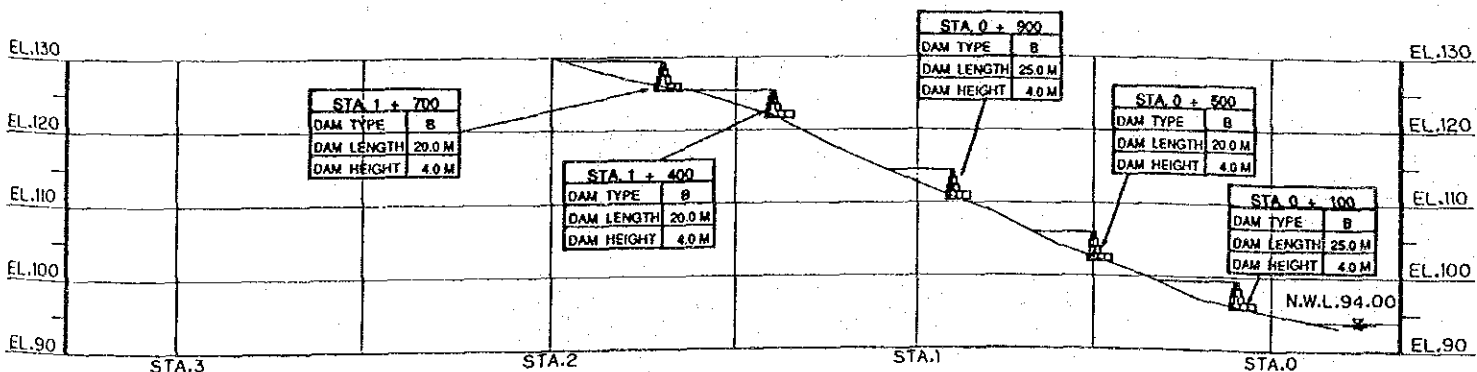 STA. 0 + 900
DAM TYPE B
DAM LENGTH 25.0 M
DAM HEIGHT 4.0 M
EL.130
EL.130
STA. 1 + 700
DAM TYPE B
DAM LENGTH 20.0 M
DAM HEIGHT 4.0 M
STA. 0 + 500
DAM TYPE B
DAM LENGTH 20.0 M
DAM HEIGHT 4.0 M
EL.120
EL.120
STA. 1 + 400
DAM TYPE B
DAM LENGTH 20.0 M
DAM HEIGHT 4.0 M
STA. 0 + 100
DAM TYPE B
DAM LENGTH 25.0 M
DAM HEIGHT 4.0 M
EL.110
EL.110
EL.100
EL.100
N.W.L.94.00
EL.90
EL.90
STA.3
STA.2
STA.1
STA.0